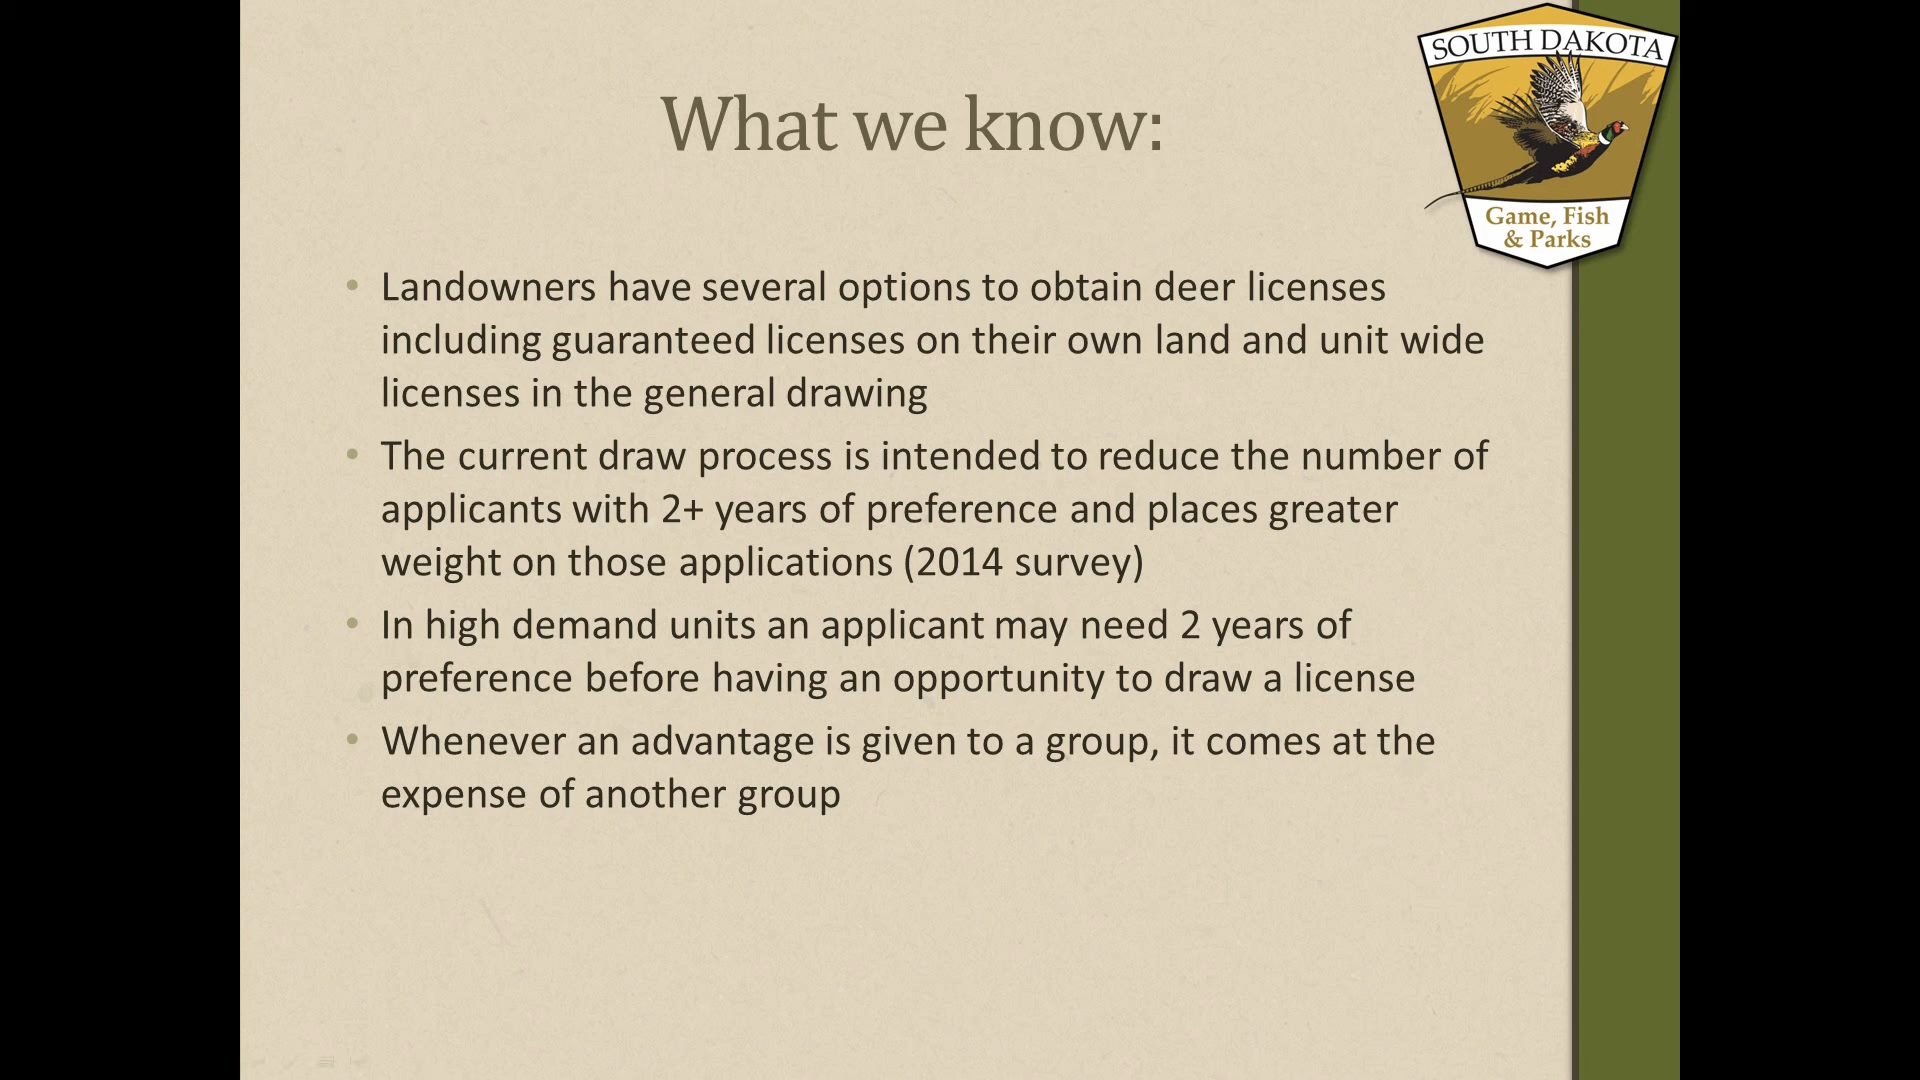 SOUTH DAKOTA
What we know:
Game, Fish
& Parks
• Landowners have several options to obtain deer licenses
including guaranteed licenses on their own land and unit wide
licenses in the general drawing
• The current draw process is intended to reduce the number of
applicants with 2+ years of preference and places greater
weight on those applications (2014 survey)
• In high demand units an applicant may need 2 years of
preference before having an opportunity to draw a license
• Whenever an advantage is given to a group, it comes at the
expense of another group